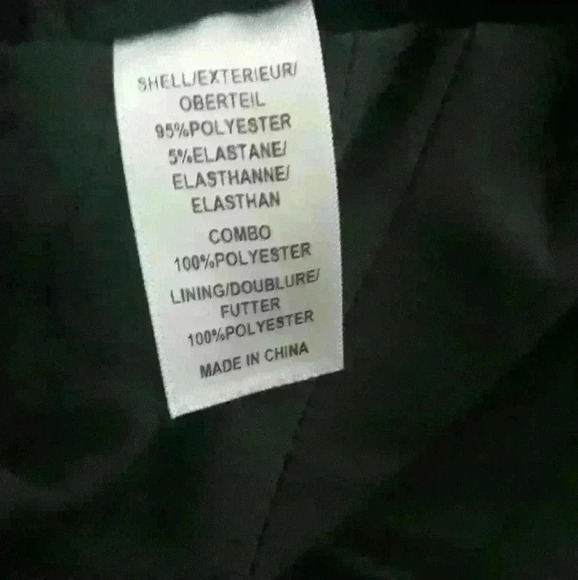 SHELL/EXTERIEUR/
OBERTEIL
95%POLYESTER
5%ELASTANE/
ELASTHANNE/
ELASTHAN
COMBO
100%POLYESTER
LINING/DOUBLURE/
FUTTER
100%POLYESTER
MADE IN CHINA